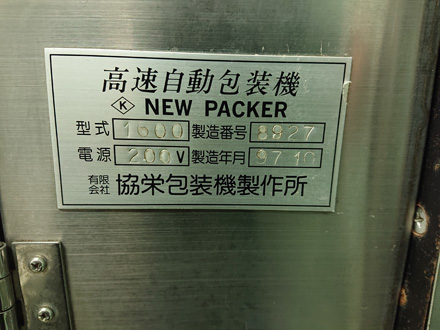 高速自動包装機
K NEW PACKER
型式 1600 製造番号 8927
電源 200V 製造年月 97 10
有限会社 協栄包装機製作所